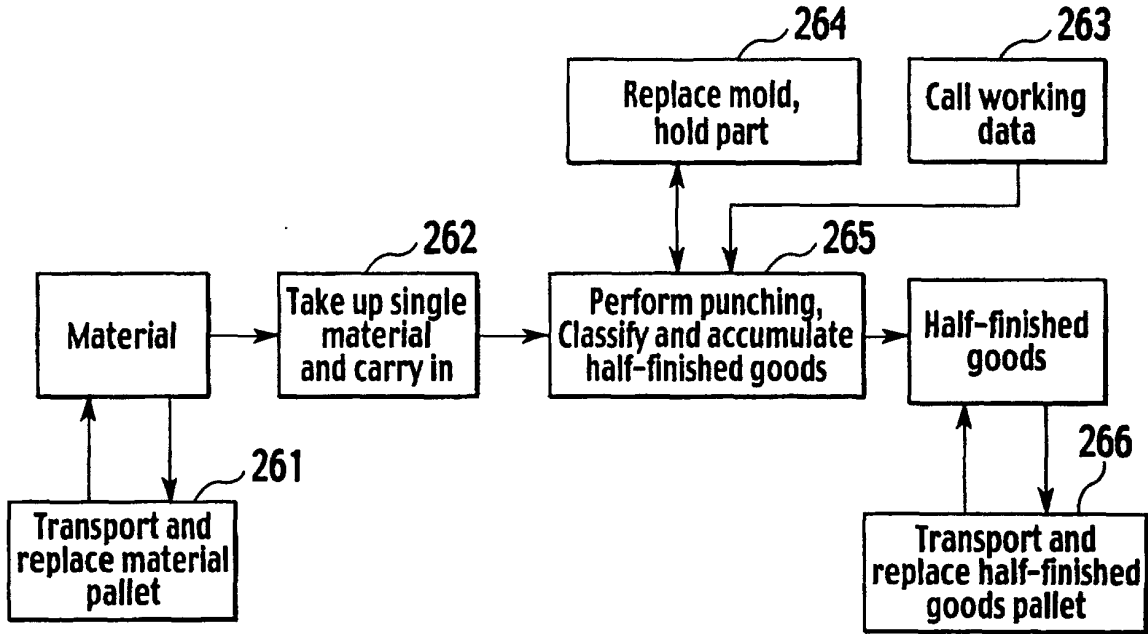 264
263
Replace mold,
hold part
Call working
data
262
265
Material
Take up single
material
and carry in
Perform punching,
Classify and accumulate
half-finished goods
Half-finished
goods
261
266
Transport and
replace material
pallet
Transport and
replace half-finished
goods pallet